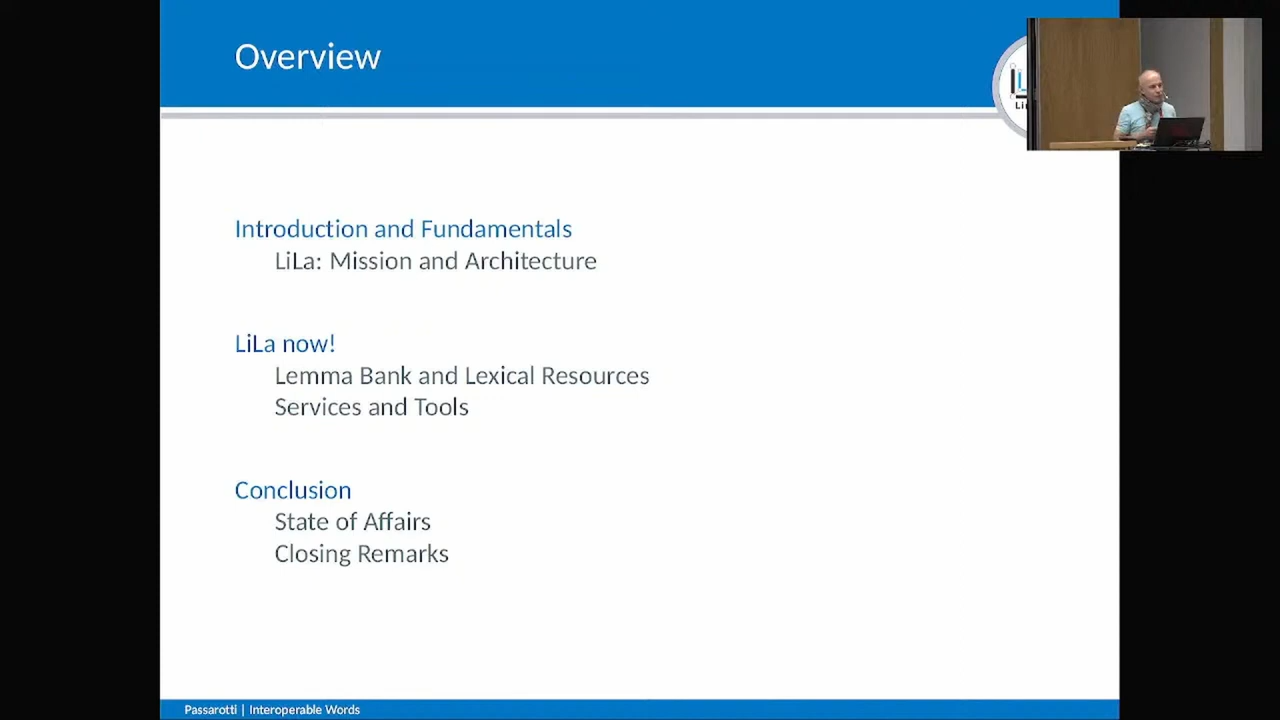 Overview
Introduction and Fundamentals
LiLa: Mission and Architecture
LiLa now!
Lemma Bank and Lexical Resources
Services and Tools
Conclusion
State of Affairs
Closing Remarks
Passarotti | Interoperable Words